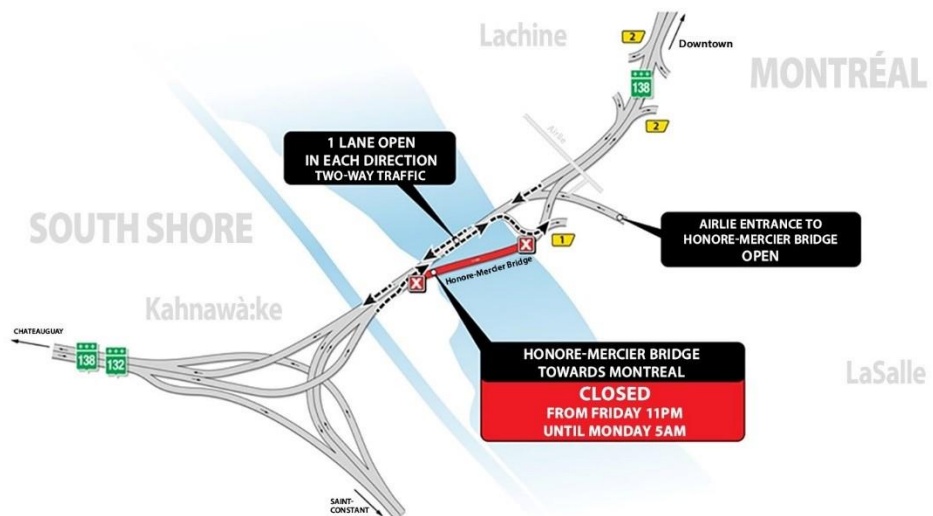 Lachine
2
Downtown
MONTRÉAL
138
2
Airlie
1 LANE OPEN
IN EACH DIRECTION
TWO-WAY TRAFFIC
SOUTH SHORE
AIRLIE ENTRANCE TO
HONORE-MERCIER BRIDGE
OPEN
1
X
X
Honore-Mercier Bridge
Kahnawà:ke
CHATEAUGUAY
138
132
HONORE-MERCIER BRIDGE
TOWARDS MONTREAL
CLOSED
FROM FRIDAY 11PM
UNTIL MONDAY 5AM
LaSalle
SAINT-
CONSTANT